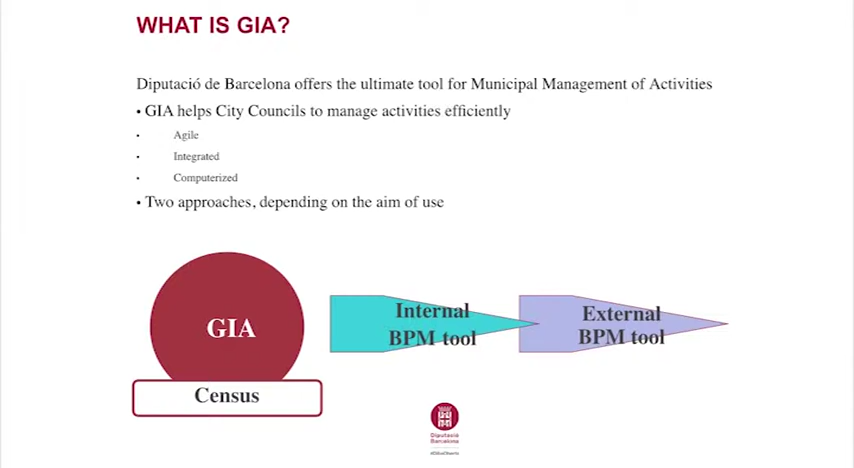 WHAT IS GIA?
Diputació de Barcelona offers the ultimate tool for Municipal Management of Activities
• GIA helps City Councils to manage activities efficiently
• Agile
• Integrated
• Computerized
• Two approaches, depending on the aim of use
GIA
Census
Internal
BPM tool
External
BPM tool
Diputació
Barcelona